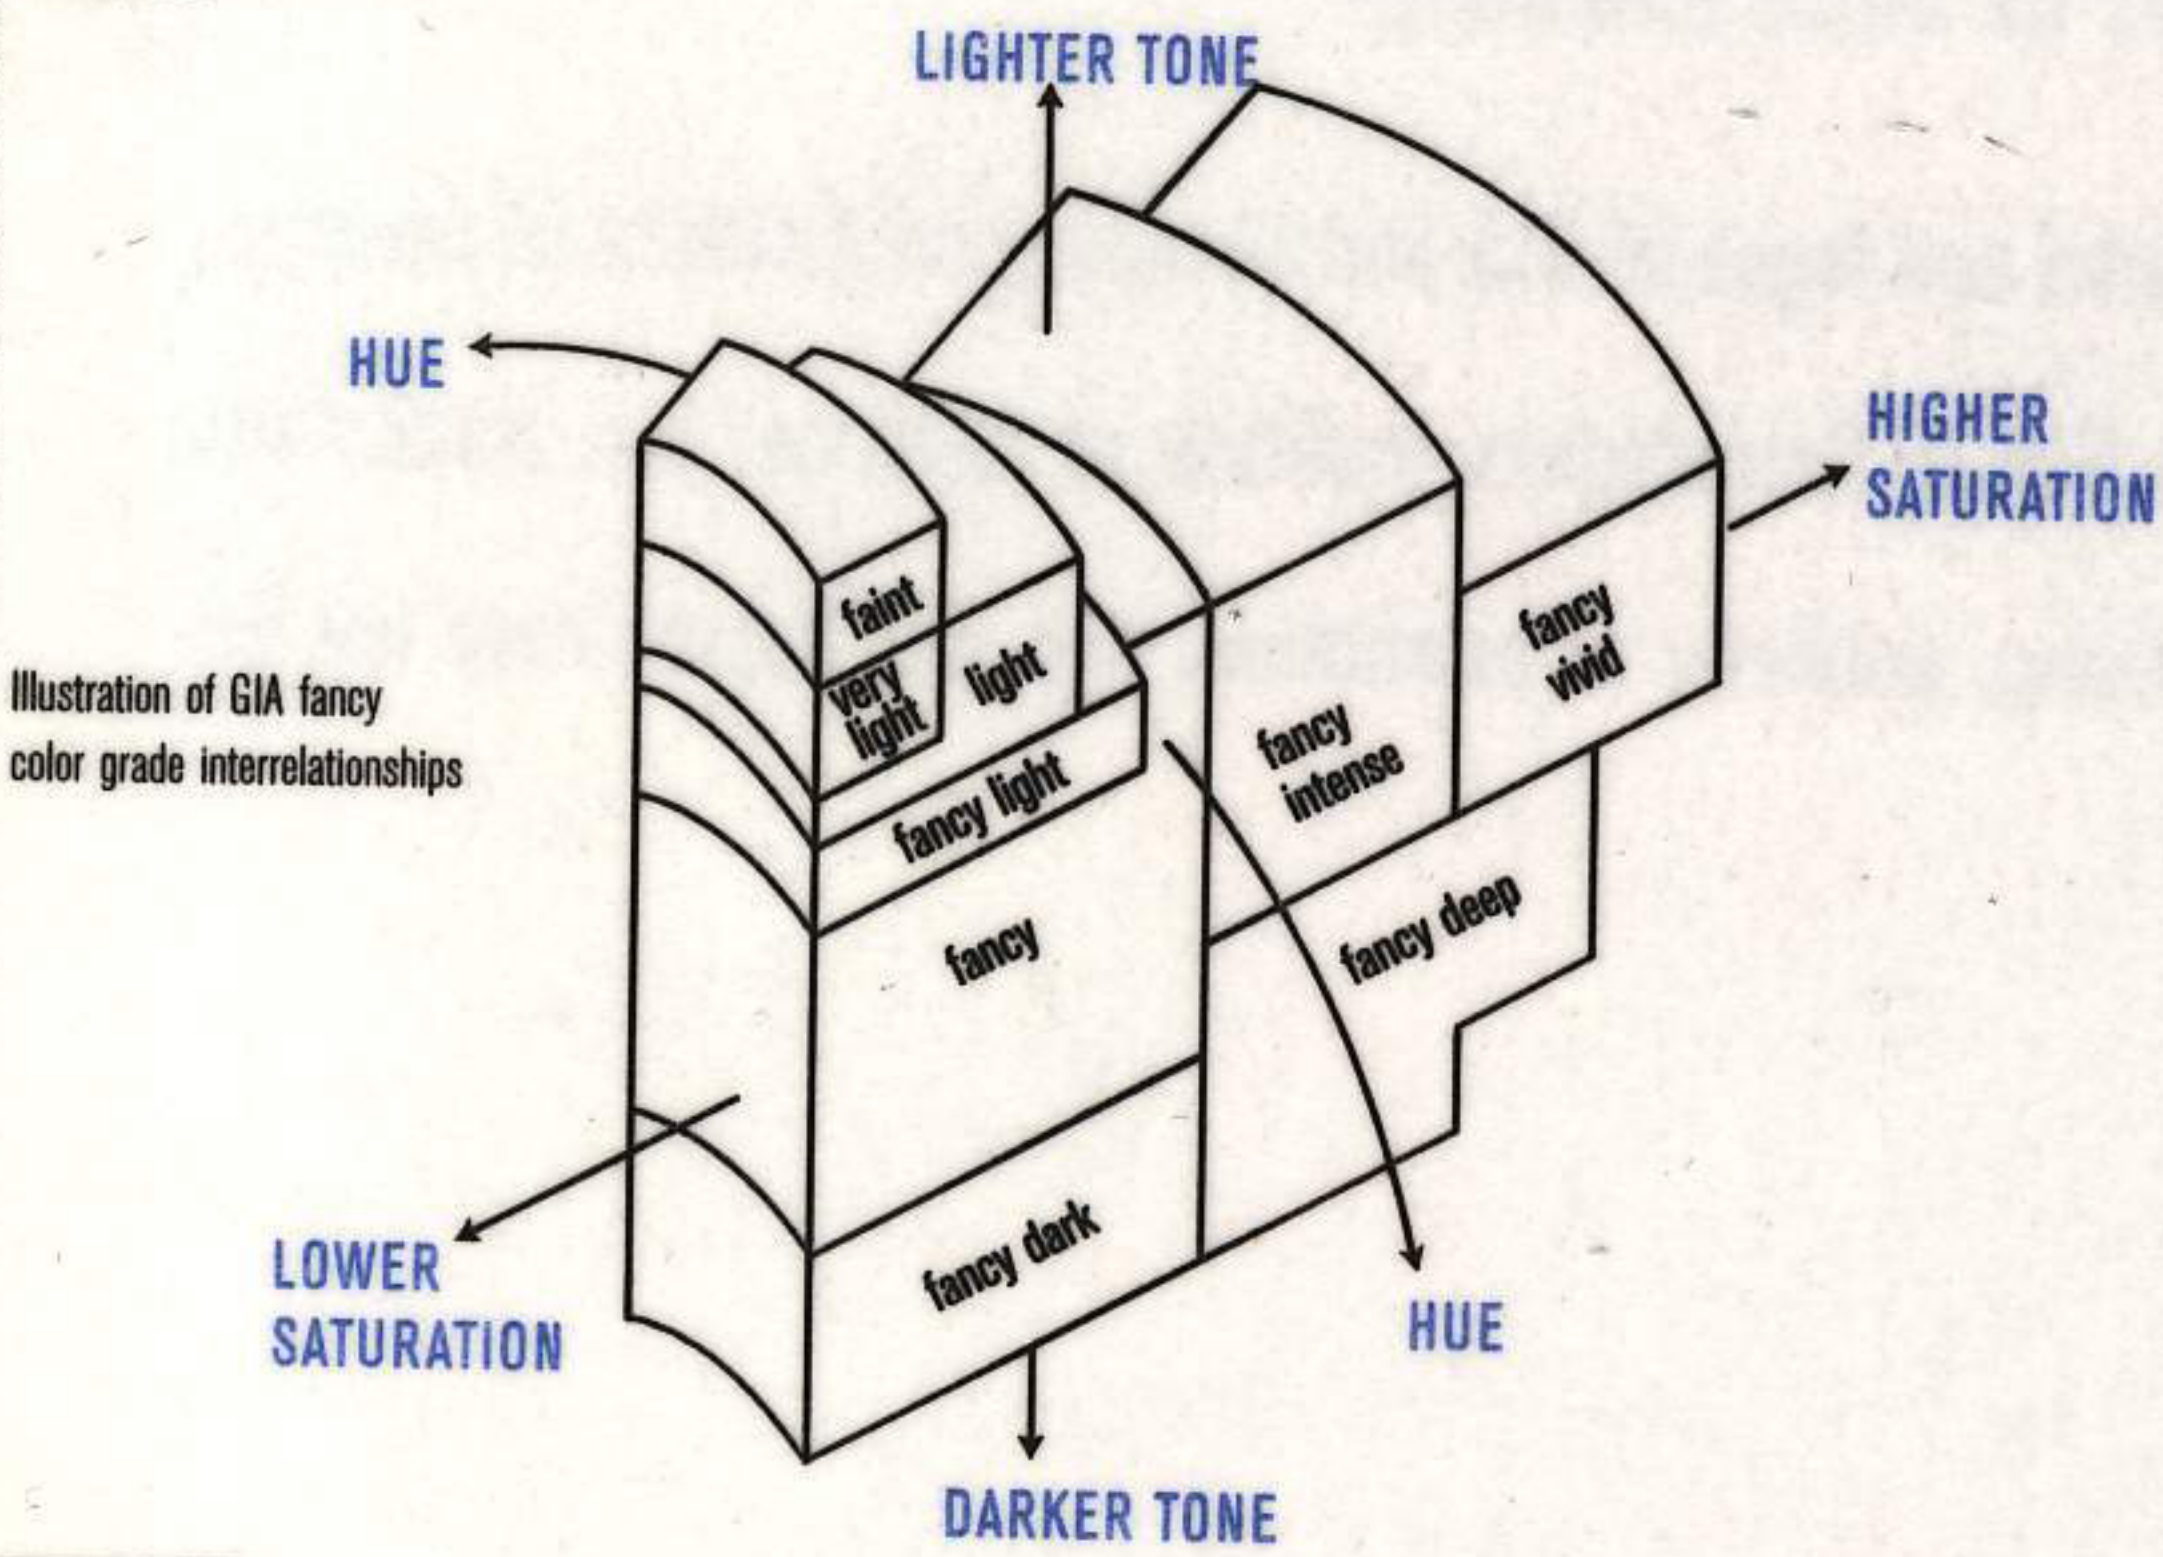 LIGHTER TONE
HUE
HIGHER
SATURATION
faint
very
light
light
fancy
vivid
Illustration of GIA fancy
color grade interrelationships
fancy
intense
fancy light
fancy deep
fancy
fancy dark
LOWER
SATURATION
HUE
DARKER TONE